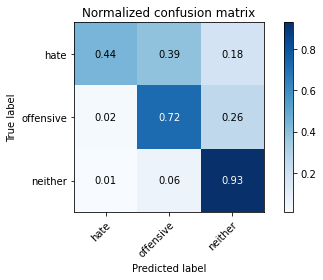 Normalized confusion matrix
True label
hate 0.44 0.39 0.18
offensive 0.02 0.72 0.26
neither 0.01 0.06 0.93
hate offensive neither
Predicted label
0.8
0.6
0.4
0.2